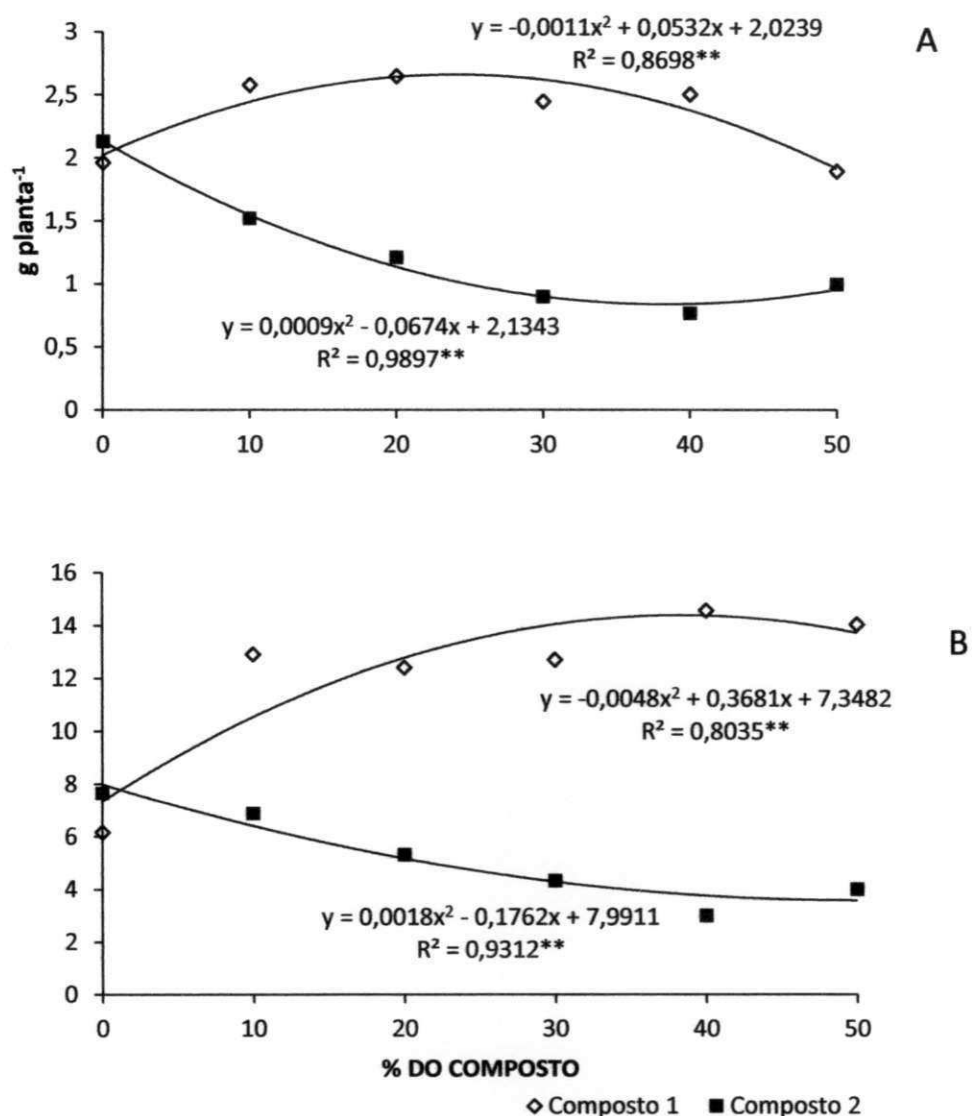 3
y = -0,0011x² + 0,0532x + 2,0239
A
R² = 0,8698**
2,5
2
1,5
g planta⁻¹
1
y = 0,0009x² - 0,0674x + 2,1343
0,5
R² = 0,9897**
0
0 10 20 30 40 50
16
14
B
12
y = -0,0048x² + 0,3681x + 7,3482
10
R² = 0,8035**
8
6
4
y = 0,0018x² - 0,1762x + 7,9911
2
R² = 0,9312**
0
0 10 20 30 40 50
% DO COMPOSTO
Composto 1 Composto 2